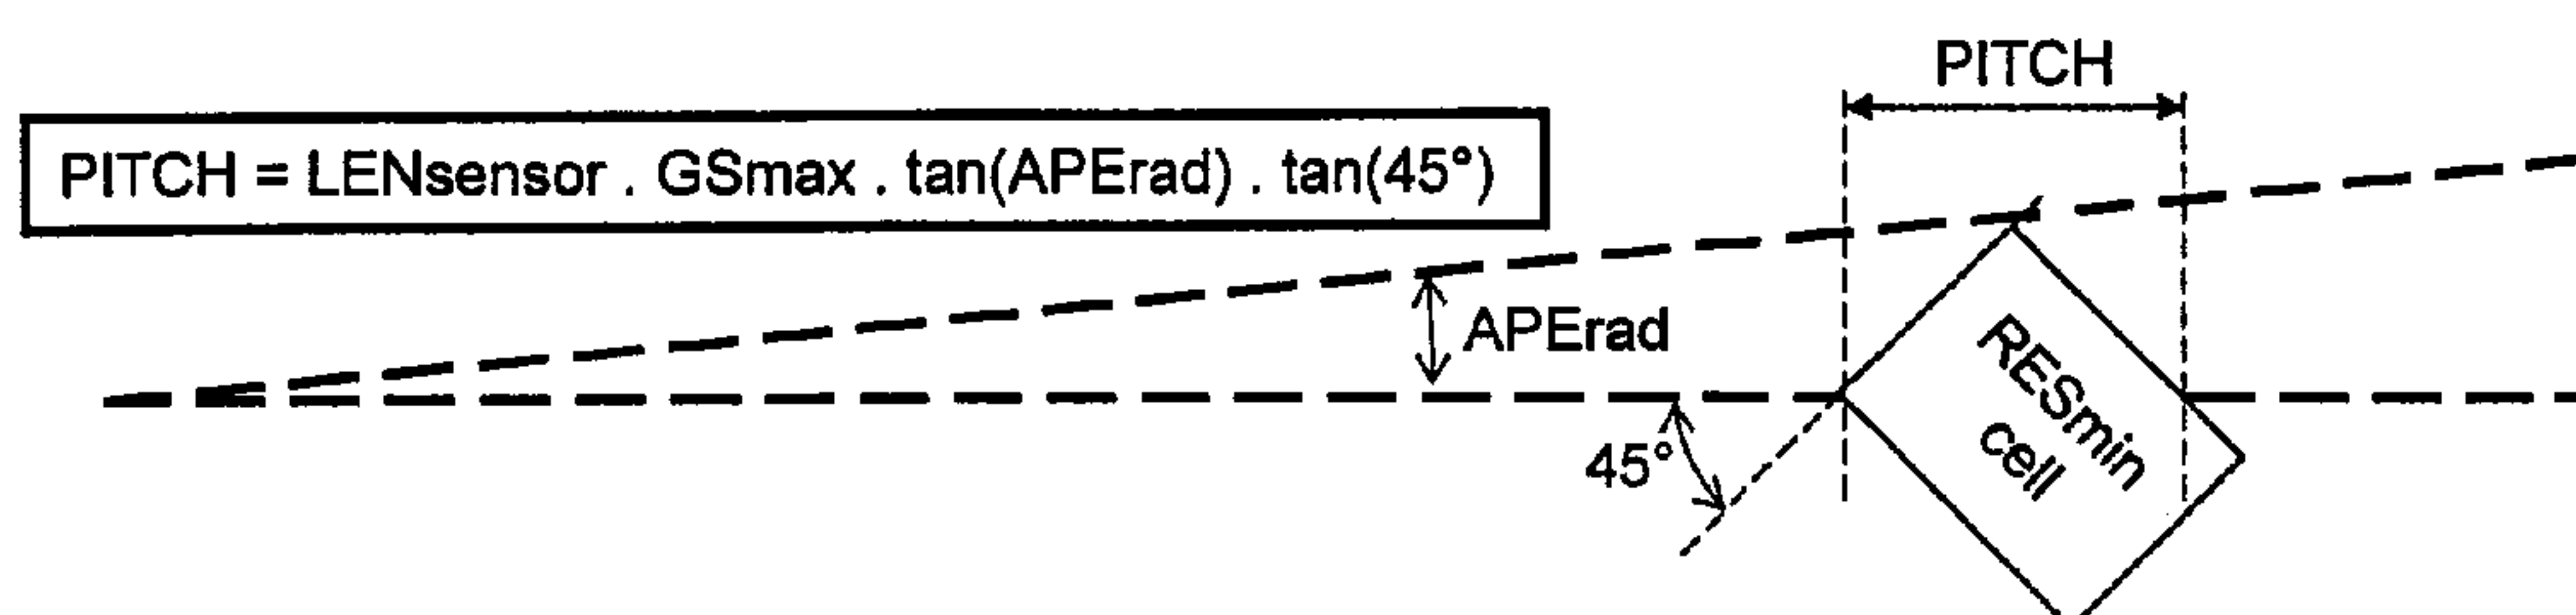 PITCH
PITCH = LENsensor . GSmax . tan(APErad) . tan(45°)
APErad
RESmin
cell
45°